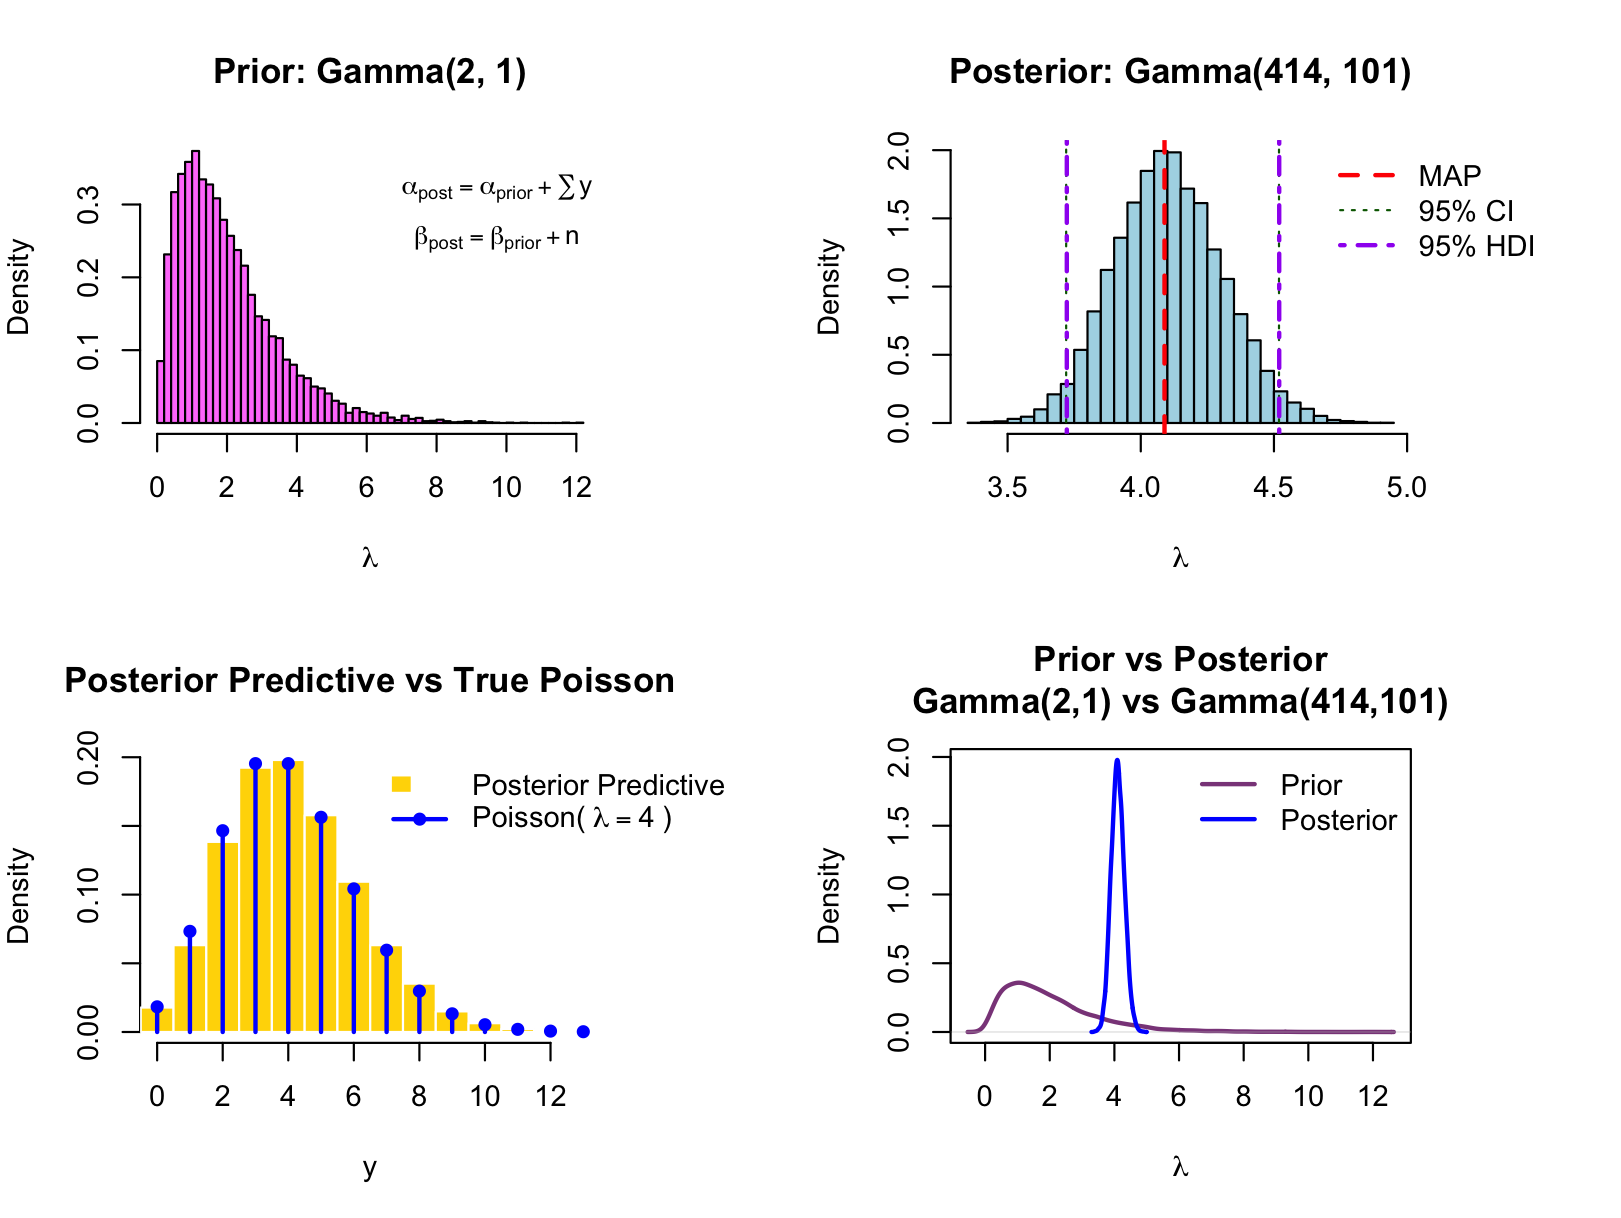 Prior: Gamma(2, 1)
α_post = α_prior + ∑ y
β_post = β_prior + n
Density
0.0 0.1 0.2 0.3
0 2 4 6 8 10 12
λ
Posterior: Gamma(414, 101)
MAP
95% CI
95% HDI
Density
0.0 0.5 1.0 1.5 2.0
3.5 4.0 4.5 5.0
λ
Posterior Predictive vs True Poisson
Posterior Predictive
Poisson( λ = 4 )
Density
0.00 0.10 0.20
0 2 4 6 8 10 12
y
Prior vs Posterior
Gamma(2,1) vs Gamma(414,101)
Prior
Posterior
Density
0.0 0.5 1.0 1.5 2.0
0 2 4 6 8 10 12
λ